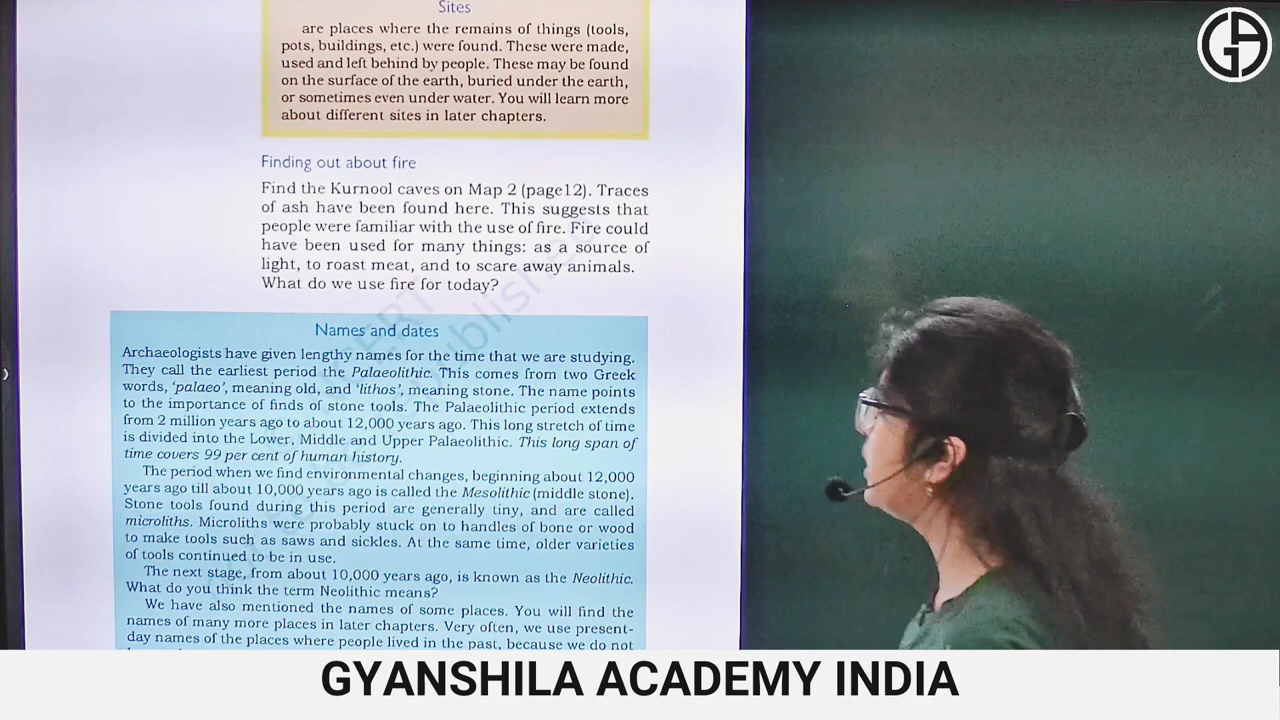 Sites
are places where the remains of things (tools,
pots, buildings, etc.) were found. These were made,
used and left behind by people. These may be found
on the surface of the earth, buried under the earth,
or sometimes even under water. You will learn more
about different sites in later chapters.
Finding out about fire
Find the Kurnool caves on Map 2 (page12). Traces
of ash have been found here. This suggests that
people were familiar with the use of fire. Fire could
have been used for many things: as a source of
light, to roast meat, and to scare away animals.
What do we use fire for today?
Names and dates
Archaeologists have given lengthy names for the time that we are studying.
They call the earliest period the Palaeolithic. This comes from two Greek
words, ‘palaeo’, meaning old, and ‘lithos’, meaning stone. The name points
to the importance of finds of stone tools. The Palaeolithic period extends
from 2 million years ago to about 12,000 years ago. This long stretch of time
is divided into the Lower, Middle and Upper Palaeolithic. This long span of
time covers 99 per cent of human history.
The period when we find environmental changes, beginning about 12,000
years ago till about 10,000 years ago is called the Mesolithic (middle stone).
Stone tools found during this period are generally tiny, and are called
microliths. Microliths were probably stuck on to handles of bone or wood
to make tools such as saws and sickles. At the same time, older varieties
of tools continued to be in use.
The next stage, from about 10,000 years ago, is known as the Neolithic.
What do you think the term Neolithic means?
We have also mentioned the names of some places. You will find the
names of many more places in later chapters. Very often, we use present-
day names of the places where people lived in the past, because we do not
GYANSHILA ACADEMY INDIA